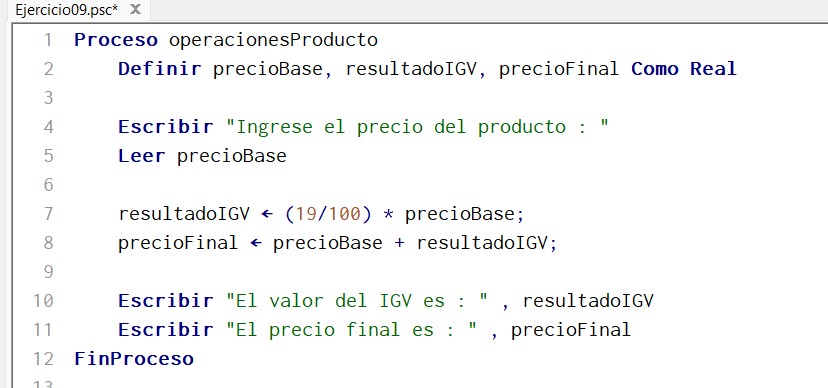 Ejercicio09.psc* X
1 Proceso operacionesProducto
2 Definir precioBase, resultadoIGV, precioFinal Como Real
3
4 Escribir "Ingrese el precio del producto : "
5 Leer precioBase
6
7 resultadoIGV ← (19/100) * precioBase;
8 precioFinal ← precioBase + resultadoIGV;
9
10 Escribir "El valor del IGV es : " , resultadoIGV
11 Escribir "El precio final es : " , precioFinal
12 FinProceso
13